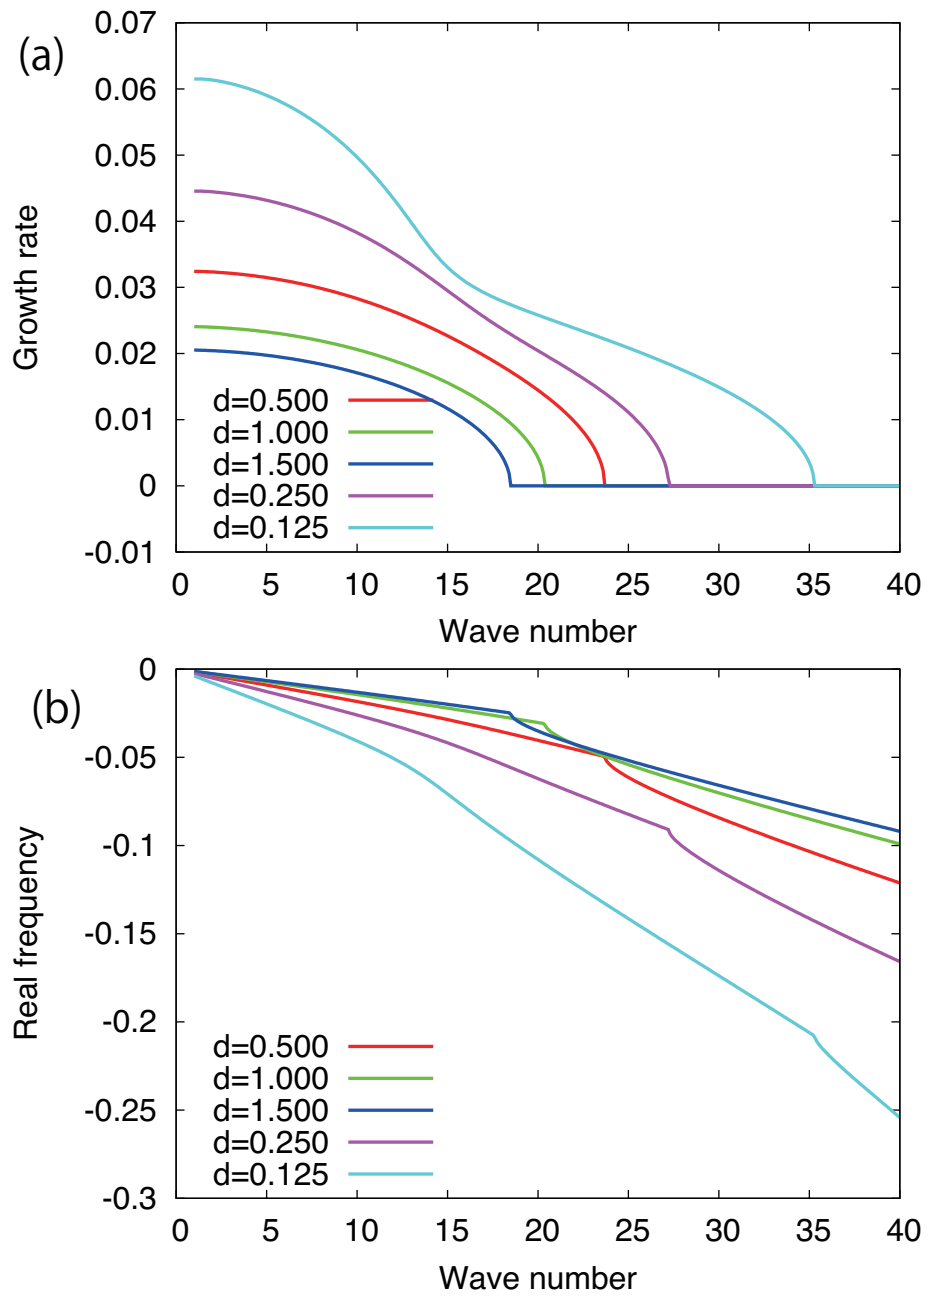 (a)
Growth rate
0.07
0.06
0.05
0.04
0.03
0.02
0.01
0
-0.01
d=0.500
d=1.000
d=1.500
d=0.250
d=0.125
0 5 10 15 20 25 30 35 40
Wave number
(b)
Real frequency
0
-0.05
-0.1
-0.15
-0.2
-0.25
-0.3
d=0.500
d=1.000
d=1.500
d=0.250
d=0.125
0 5 10 15 20 25 30 35 40
Wave number